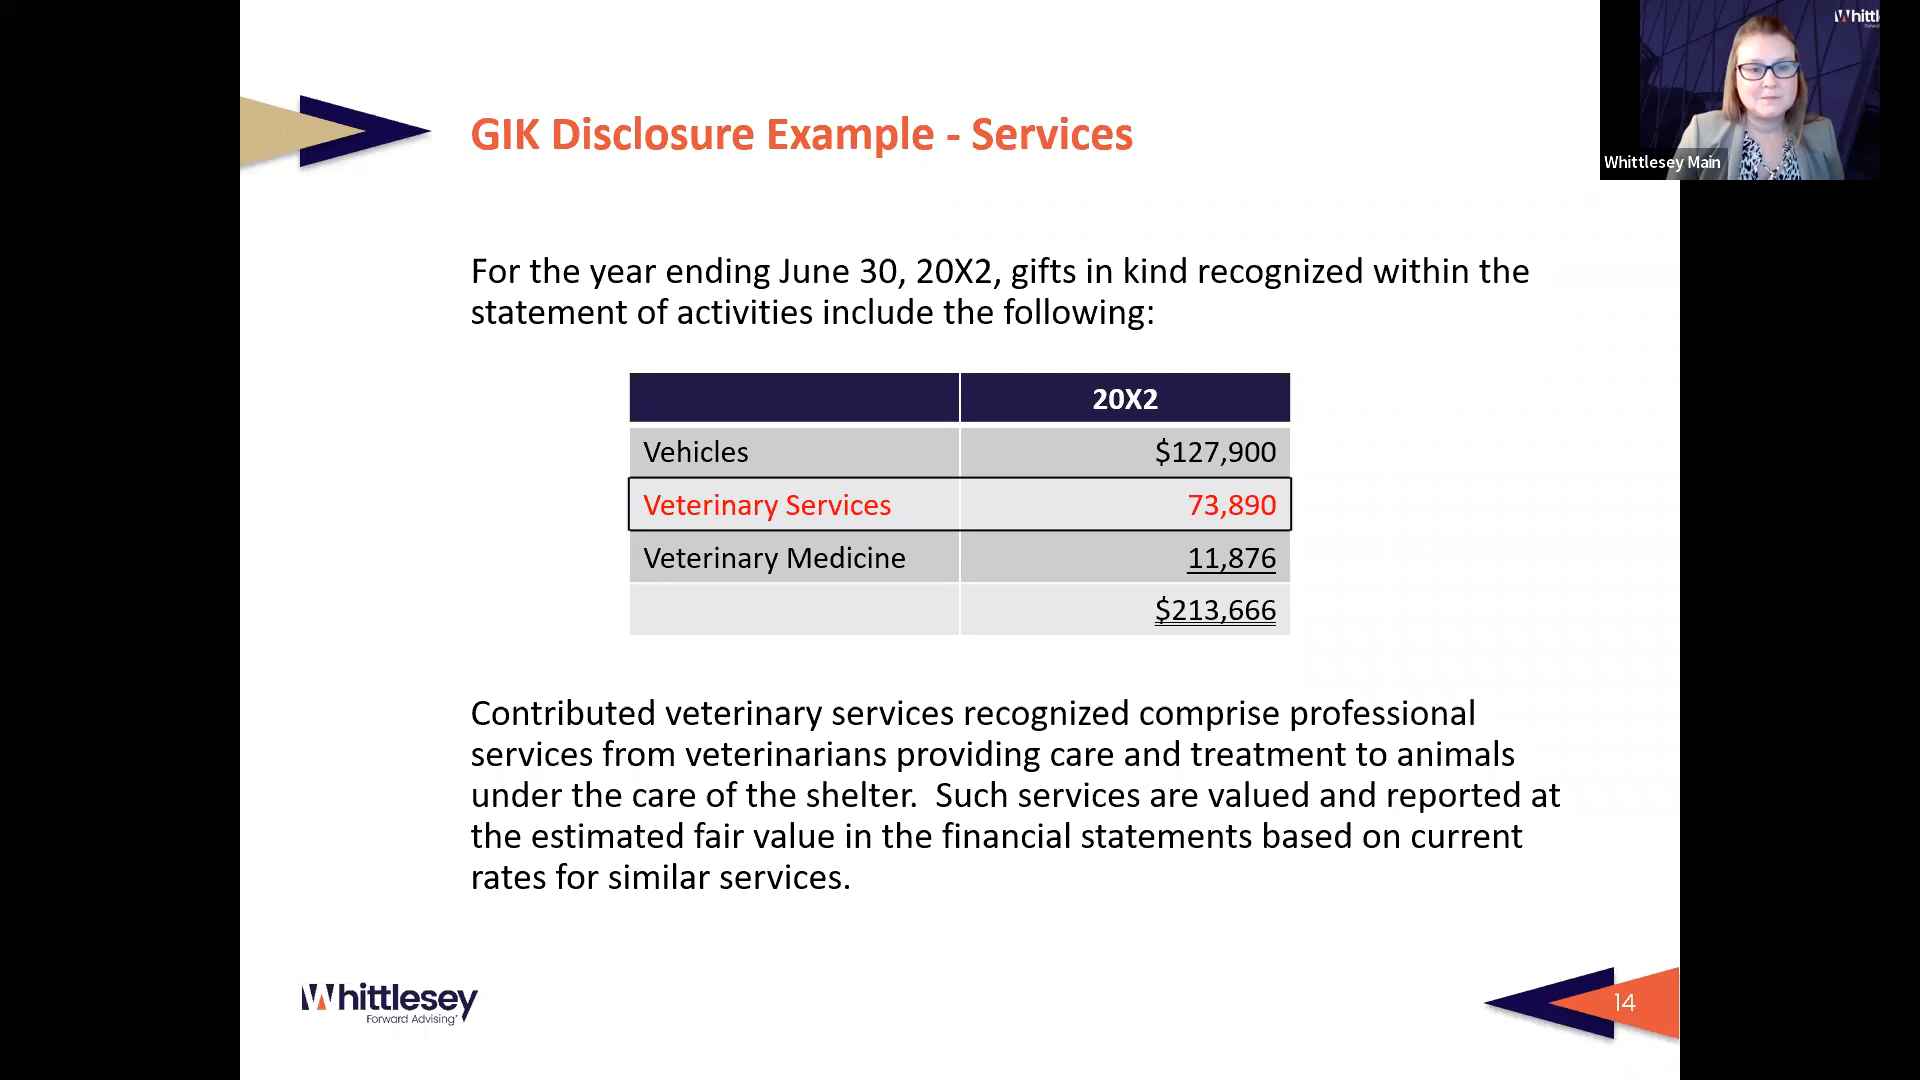 Whittl
GIK Disclosure Example - Services
Whittlesey Main
For the year ending June 30, 20X2, gifts in kind recognized within the
statement of activities include the following:
20X2
Vehicles $127,900
Veterinary Services 73,890
Veterinary Medicine 11,876
$213,666
Contributed veterinary services recognized comprise professional
services from veterinarians providing care and treatment to animals
under the care of the shelter.  Such services are valued and reported at
the estimated fair value in the financial statements based on current
rates for similar services.
Whittlesey
Forward Advising
14